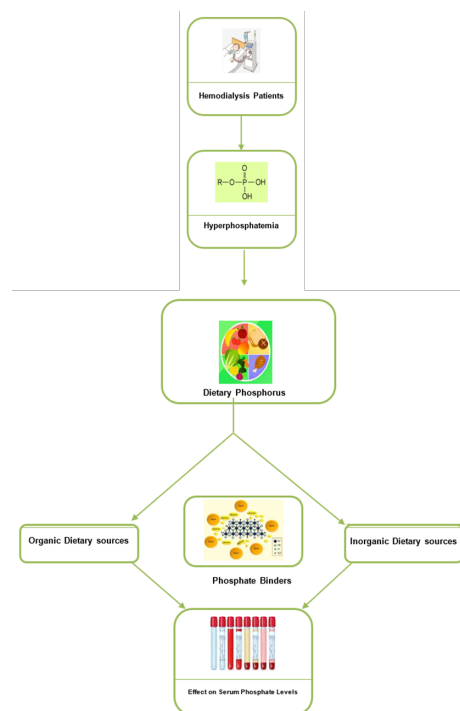 Hemodialysis Patients
O
R—O—P—OH
OH
Hyperphosphatemia
Dietary Phosphorus
Organic Dietary sources
Inorganic Dietary sources
Phosphate Binders
Effect on Serum Phosphate Levels